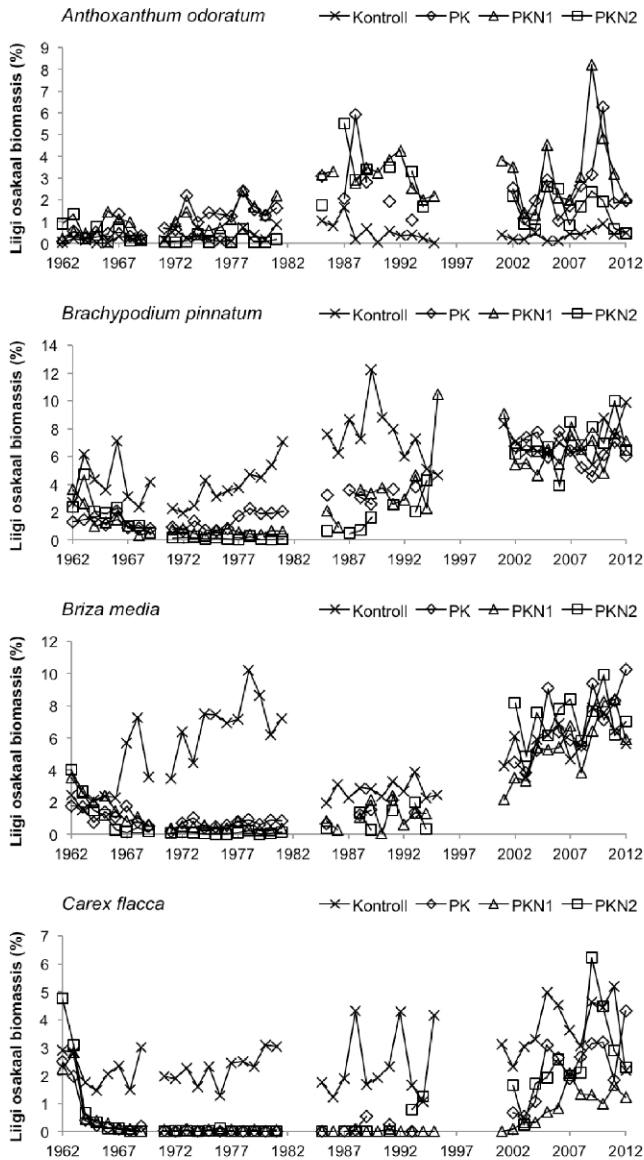 Anthoxanthum odoratum Kontroll PK PKN1 PKN2
Liigi osakaal biomassis (%)
9
8
7
6
5
4
3
2
1
0
1962 1967 1972 1977 1982 1987 1992 1997 2002 2007 2012
Brachypodium pinnatum Kontroll PK PKN1 PKN2
Liigi osakaal biomassis (%)
14
12
10
8
6
4
2
0
1962 1967 1972 1977 1982 1987 1992 1997 2002 2007 2012
Briza media Kontroll PK PKN1 PKN2
Liigi osakaal biomassis (%)
12
10
8
6
4
2
0
1962 1967 1972 1977 1982 1987 1992 1997 2002 2007 2012
Carex flacca Kontroll PK PKN1 PKN2
Liigi osakaal biomassis (%)
7
6
5
4
3
2
1
0
1962 1967 1972 1977 1982 1987 1992 1997 2002 2007 2012